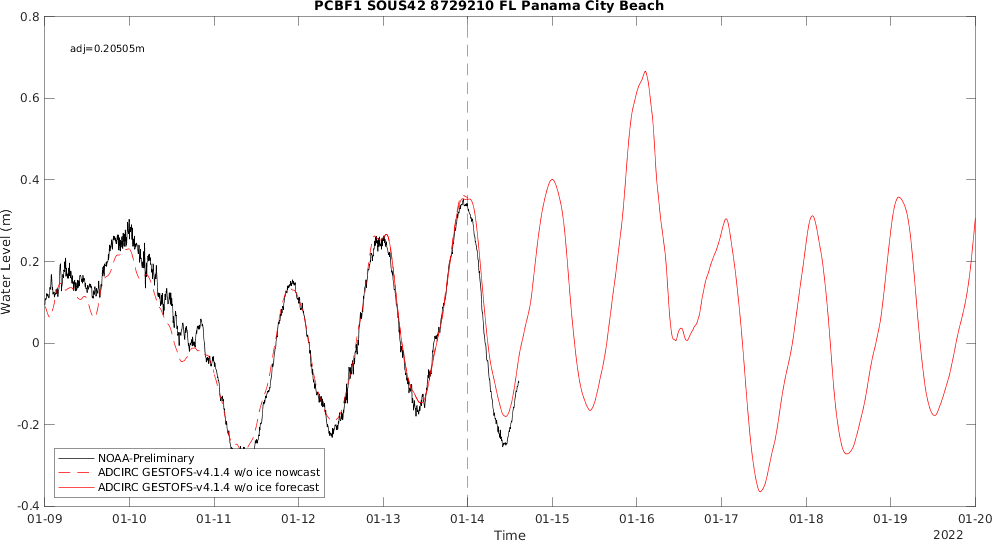 PCBF1 SOUS42 8729210 FL Panama City Beach
adj=0.20505m
0.8
0.6
0.4
0.2
0
-0.2
-0.4
Water Level (m)
NOAA-Preliminary
ADCIRC GESTOFS-v4.1.4 w/o ice nowcast
ADCIRC GESTOFS-v4.1.4 w/o ice forecast
01-09 01-10 01-11 01-12 01-13 01-14 01-15 01-16 01-17 01-18 01-19 01-20
Time
2022